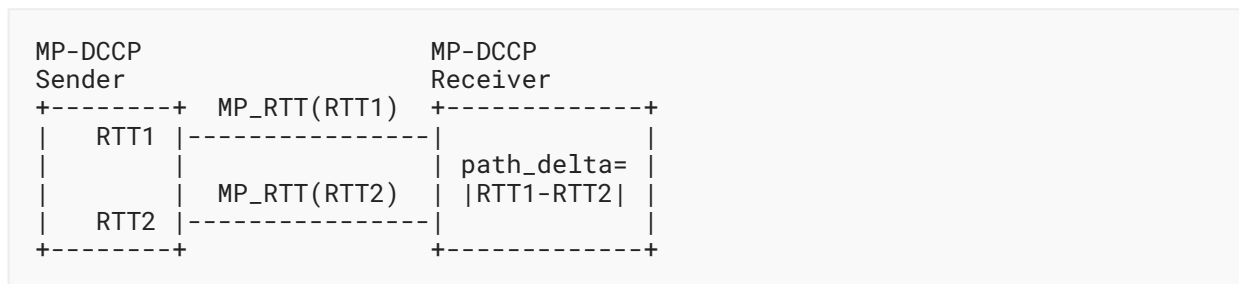 MP-DCCP                    MP-DCCP
Sender                     Receiver
+--------+  MP_RTT(RTT1)  +-------------+
|   RTT1 |----------------|             |
|        |                | path_delta= |
|        |  MP_RTT(RTT2)  | |RTT1-RTT2| |
|   RTT2 |----------------|             |
+--------+                +-------------+